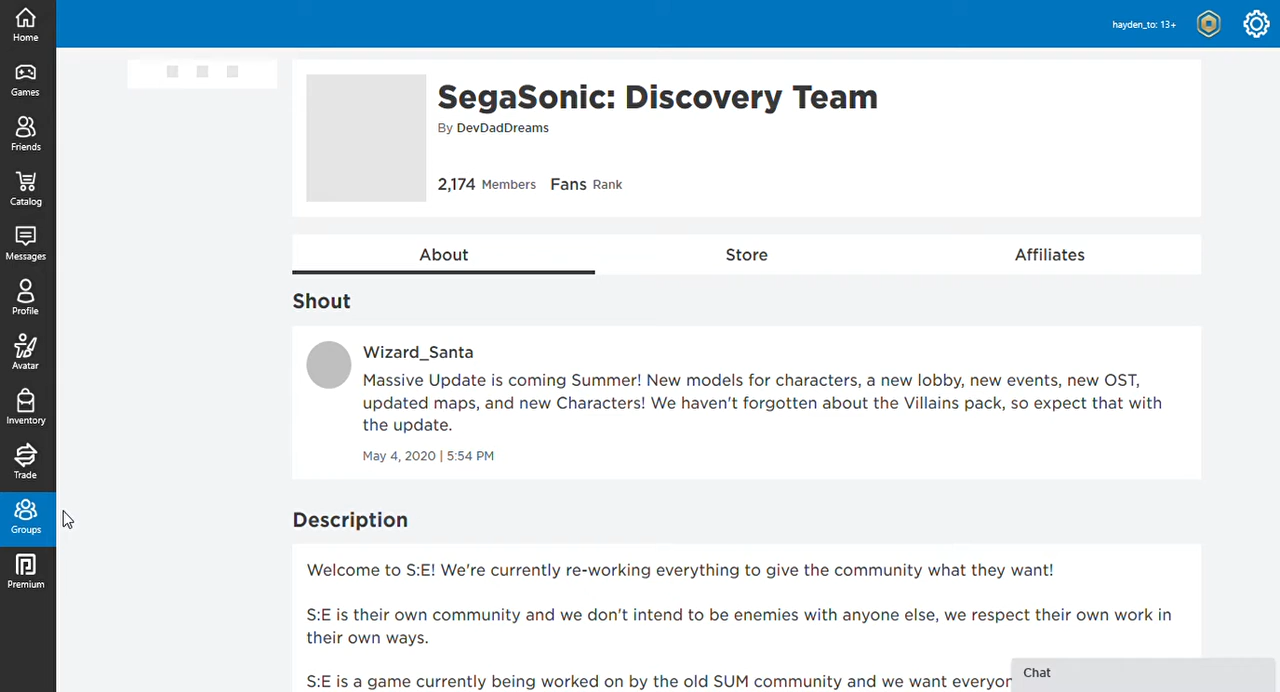 Home
Games
Friends
Catalog
Messages
Profile
Avatar
Inventory
Trade
Groups
Premium
hayden_to: 13+
SegaSonic: Discovery Team
By DevDadDreams
2,174 Members Fans Rank
About Store Affiliates
Shout
Wizard_Santa
Massive Update is coming Summer! New models for characters, a new lobby, new events, new OST,
updated maps, and new Characters! We haven't forgotten about the Villains pack, so expect that with
the update.
May 4, 2020 | 5:54 PM
Description
Welcome to S:E! We're currently re-working everything to give the community what they want!
S:E is their own community and we don't intend to be enemies with anyone else, we respect their own work in
their own ways.
S:E is a game currently being worked on by the old SUM community and we want everyon
Chat